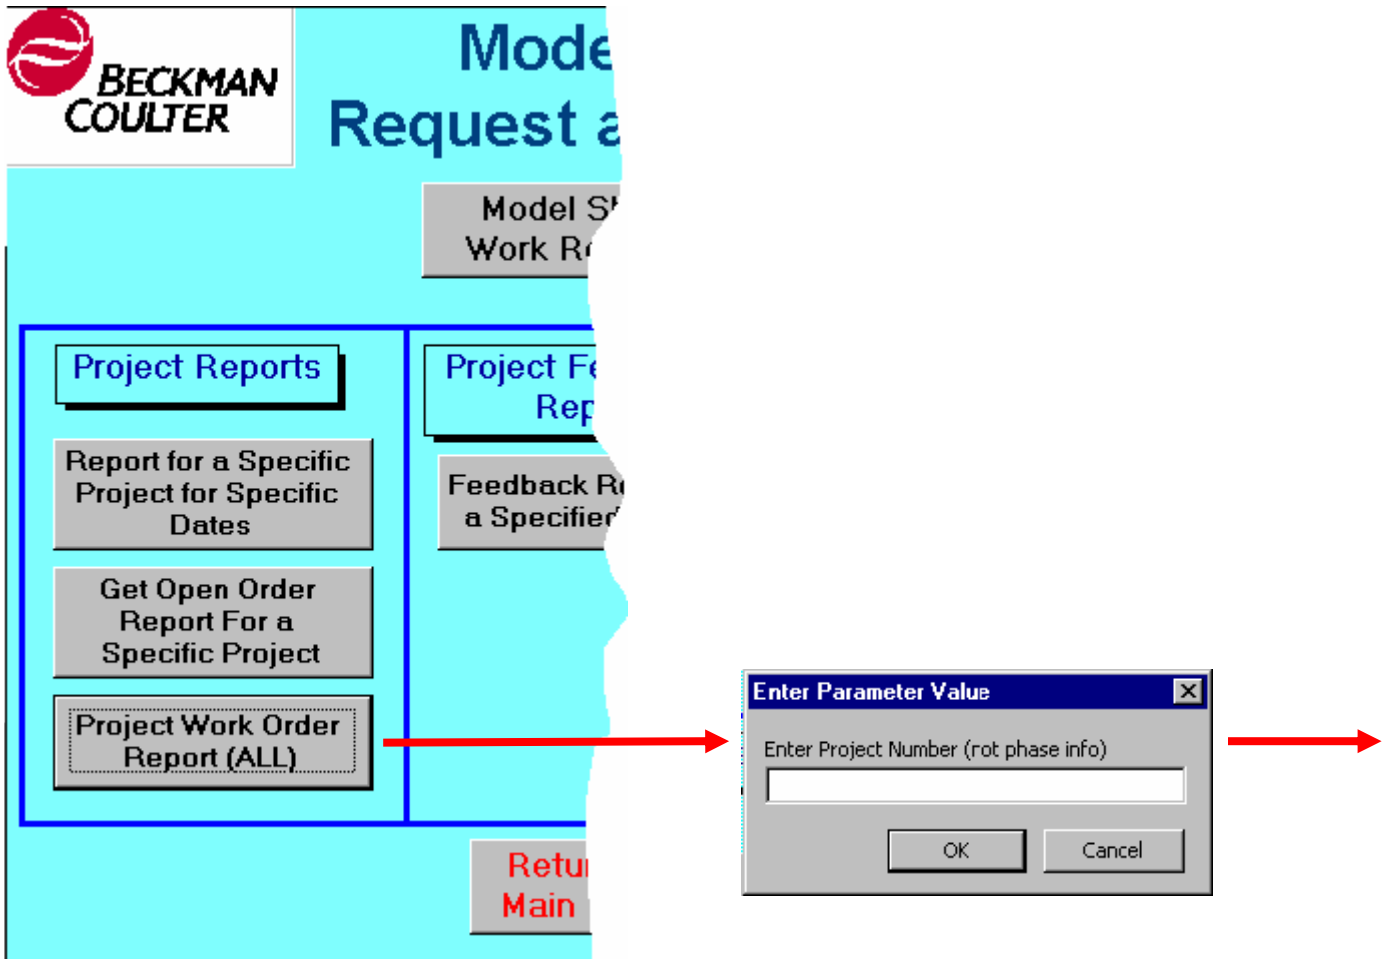 BECKMAN
COULTER
Mode
Request a
Model S
Work R
Project Reports
Project Fe
Rep
Report for a Specific
Project for Specific
Dates
Feedback R
a Specified
Get Open Order
Report For a
Specific Project
Project Work Order
Report (ALL)
Retu
Main
Enter Parameter Value
Enter Project Number (rot phase info)
OK
Cancel